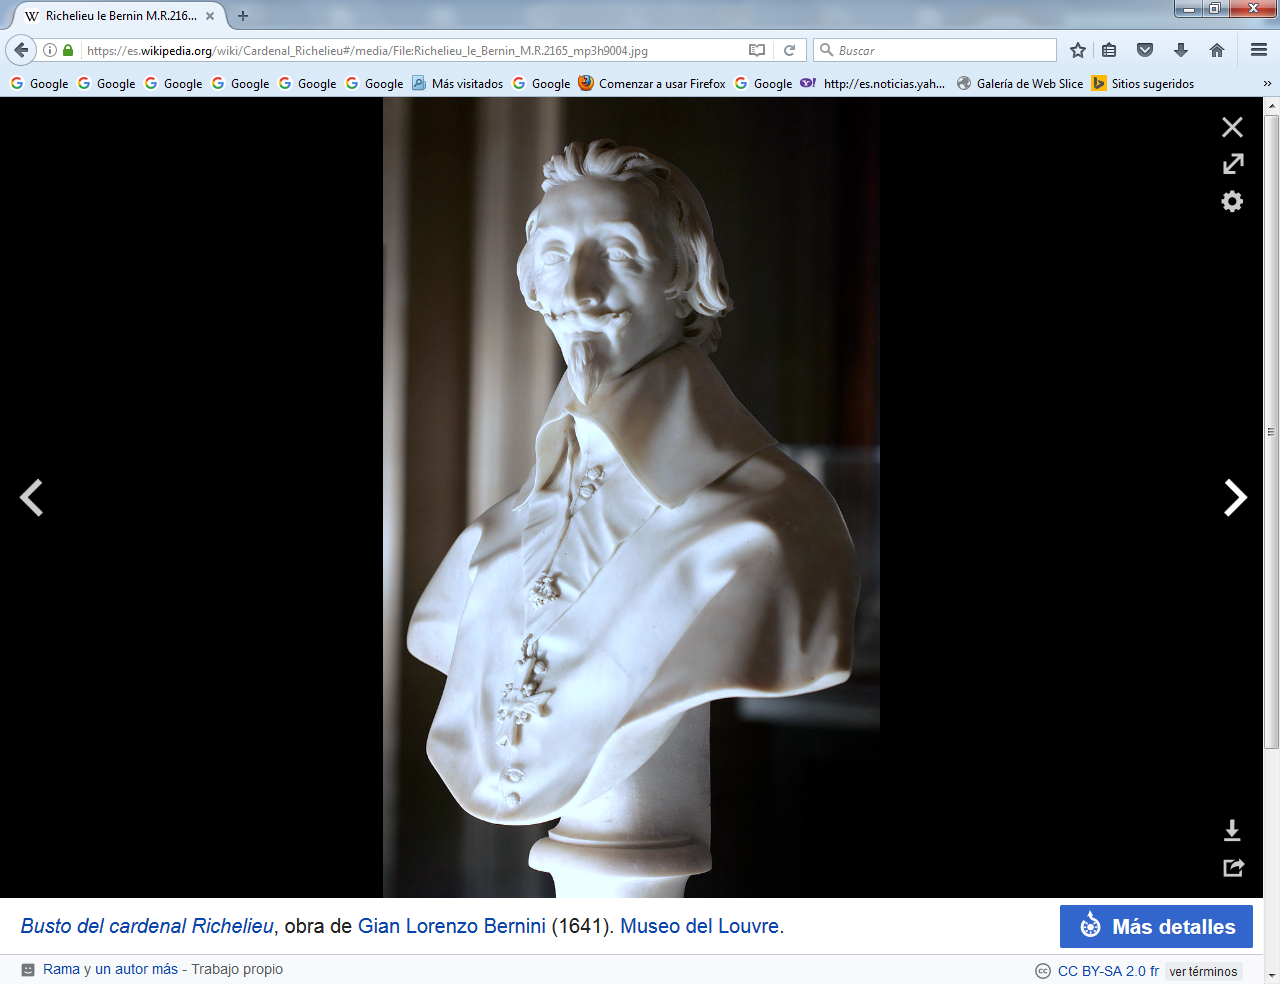 Richelieu le Bernin M.R.216...
https://es.wikipedia.org/wiki/Cardenal_Richelieu#/media/File:Richelieu_le_Bernin_M.R.2165_mp3h9004.jpg
Buscar
Google Google Google Google Google Google Más visitados Google Comenzar a usar Firefox Google http://es.noticias.yah... Galería de Web Slice Sitios sugeridos »
Busto del cardenal Richelieu, obra de Gian Lorenzo Bernini (1641). Museo del Louvre.
Más detalles
Rama y un autor más - Trabajo propio
CC BY-SA 2.0 fr ver términos